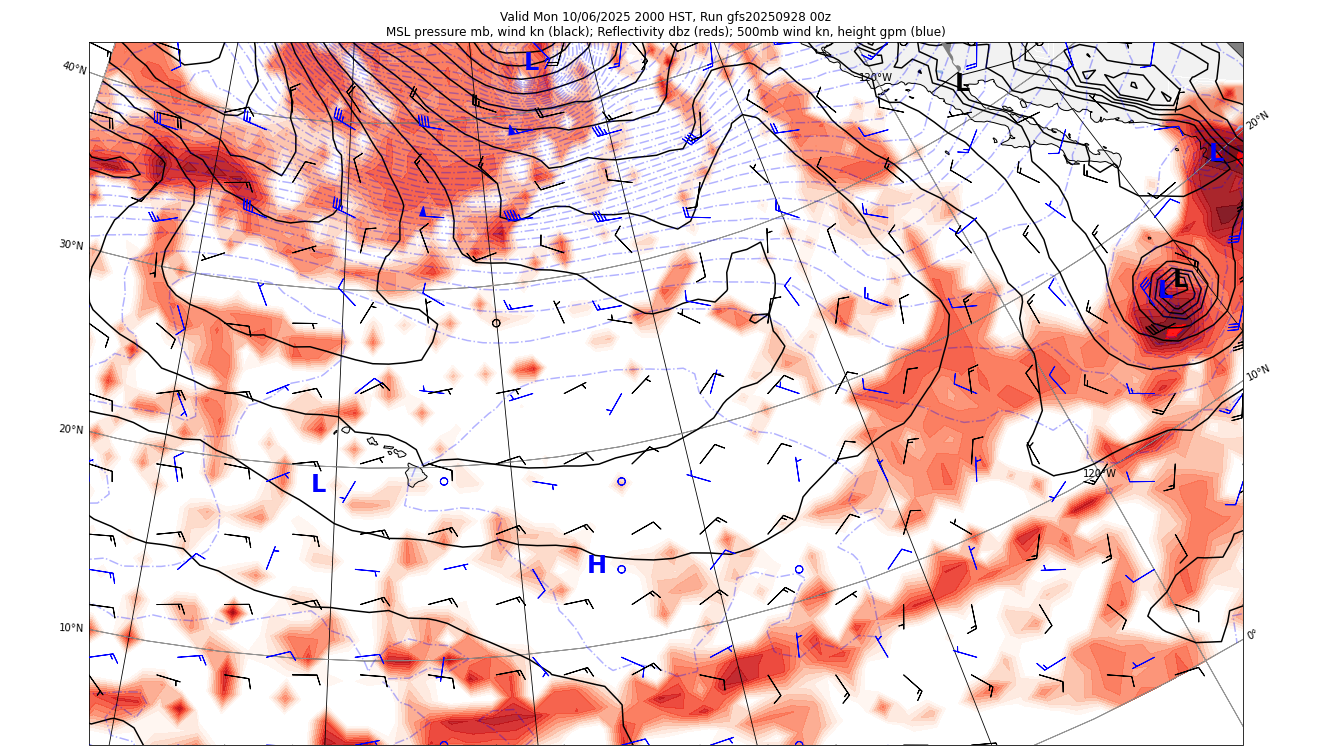 Valid Mon 10/06/2025 2000 HST, Run gfs20250928 00z
MSL pressure mb, wind kn (black); Reflectivity dbz (reds); 500mb wind kn, height gpm (blue)
L
40°N
120°W
L
20°N
L
30°N
L
L
10°N
20°N
120°W
L
H
10°N
0°